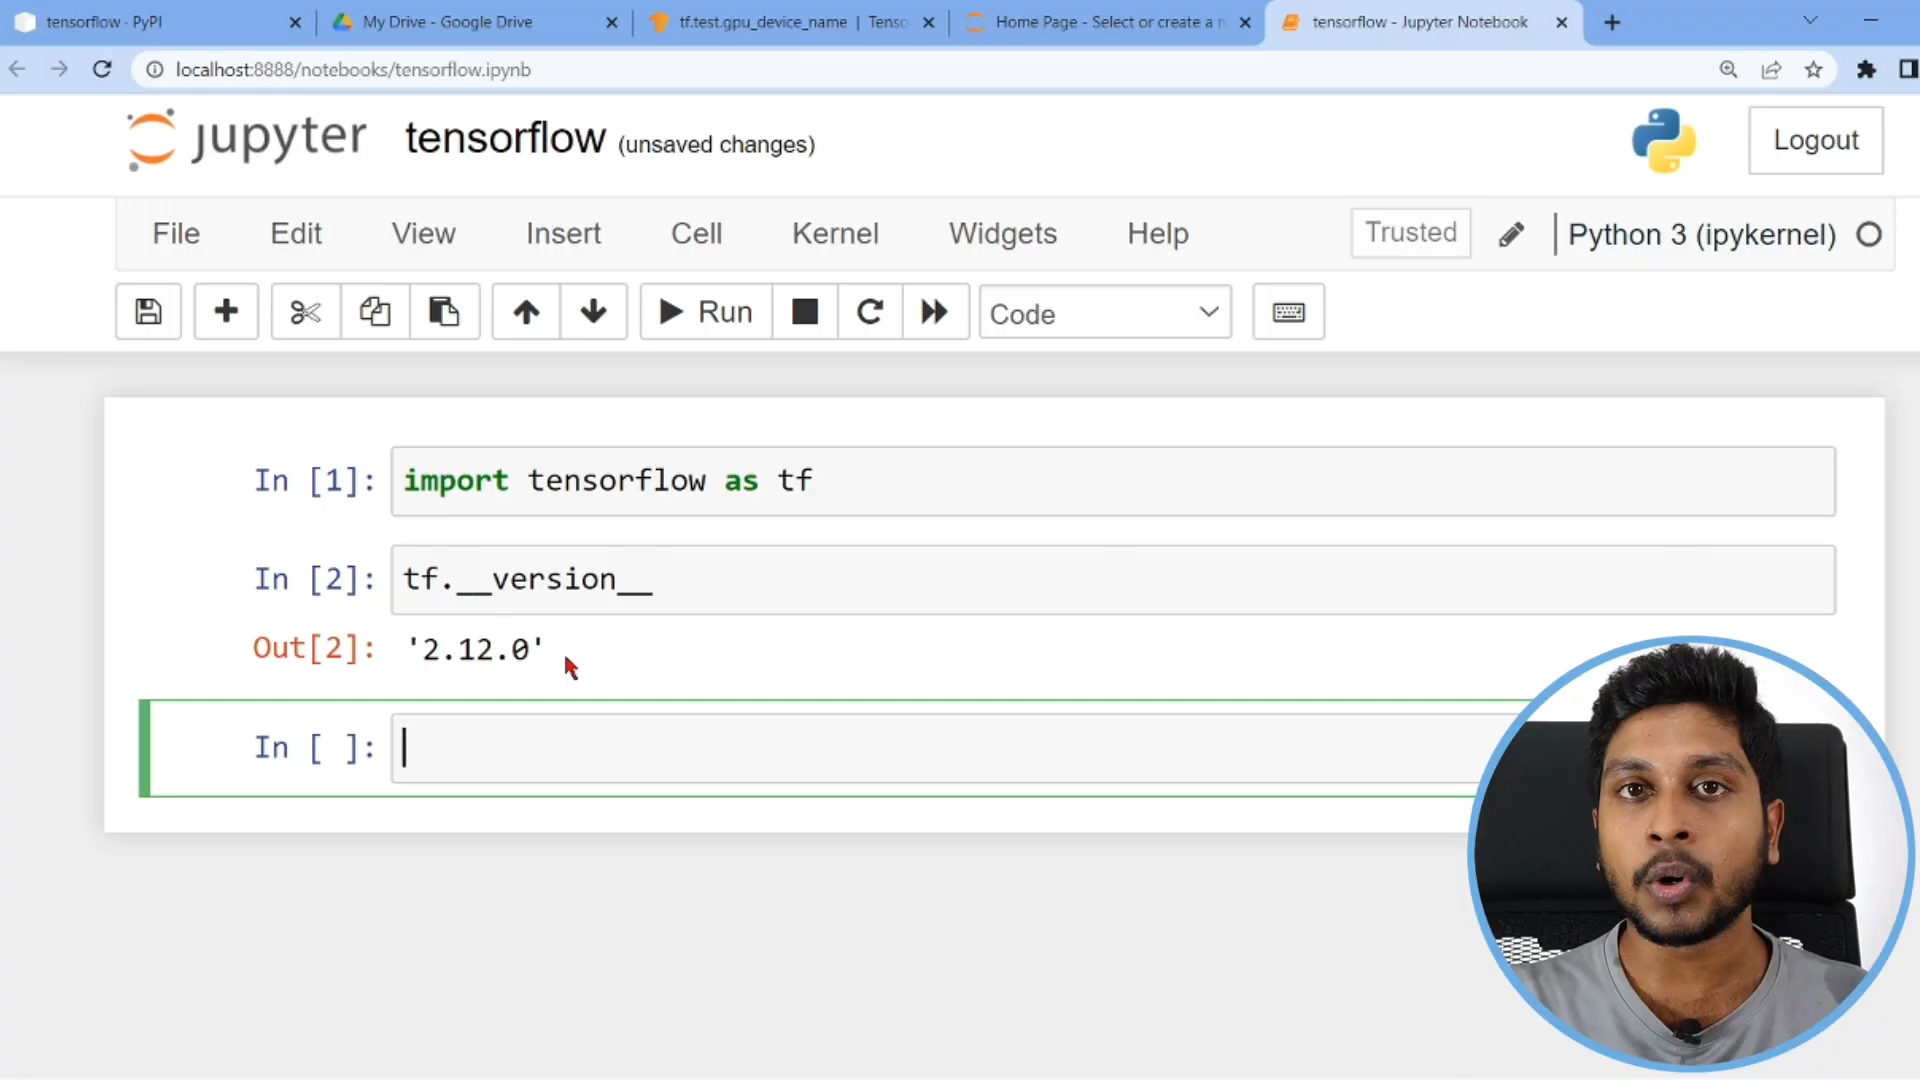 tensorflow · PyPI
My Drive - Google Drive
tf.test.gpu_device_name | Tenso
Home Page - Select or create a n
tensorflow - Jupyter Notebook
localhost:8888/notebooks/tensorflow.ipynb
jupyter tensorflow (unsaved changes)
Logout
File Edit View Insert Cell Kernel Widgets Help Trusted Python 3 (ipykernel)
Run Code
In [1]: import tensorflow as tf
In [2]: tf.__version__
Out[2]: '2.12.0'
In [ ]: